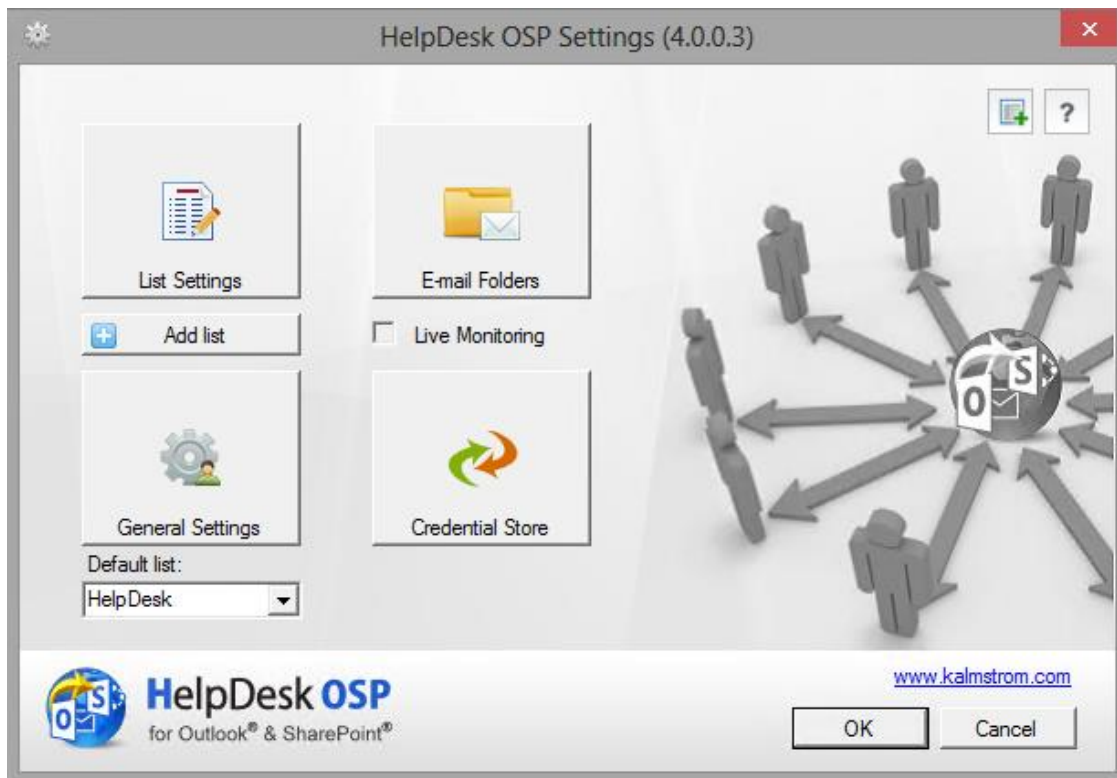 HelpDesk OSP Settings (4.0.0.3)
?
List Settings
E-mail Folders
Add list
Live Monitoring
General Settings
Credential Store
Default list:
HelpDesk
O S
O S
HelpDesk OSP
for Outlook® & SharePoint®
www.kalmstrom.com
OK
Cancel